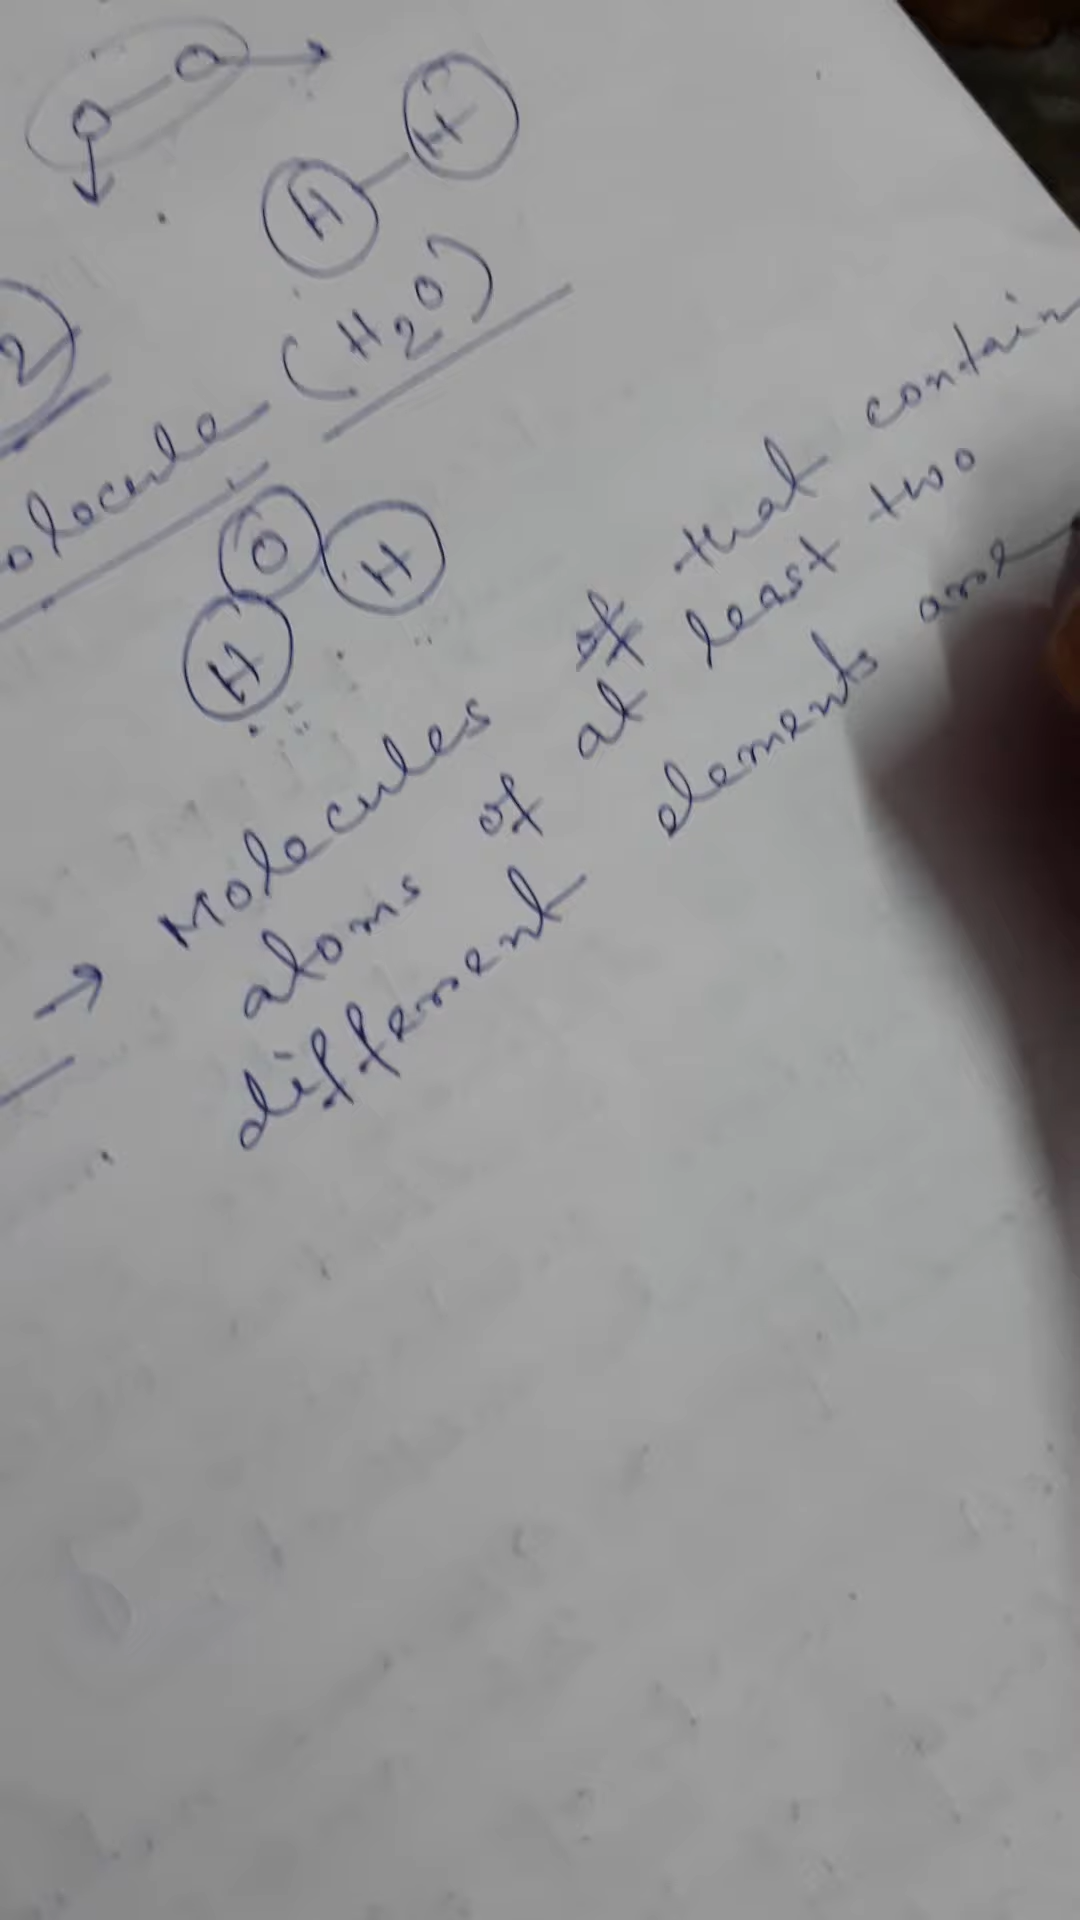 O O
H H
2
olecule (H2O)
O H
H
→ Molecules of that contain
atoms of at least two
different elements are